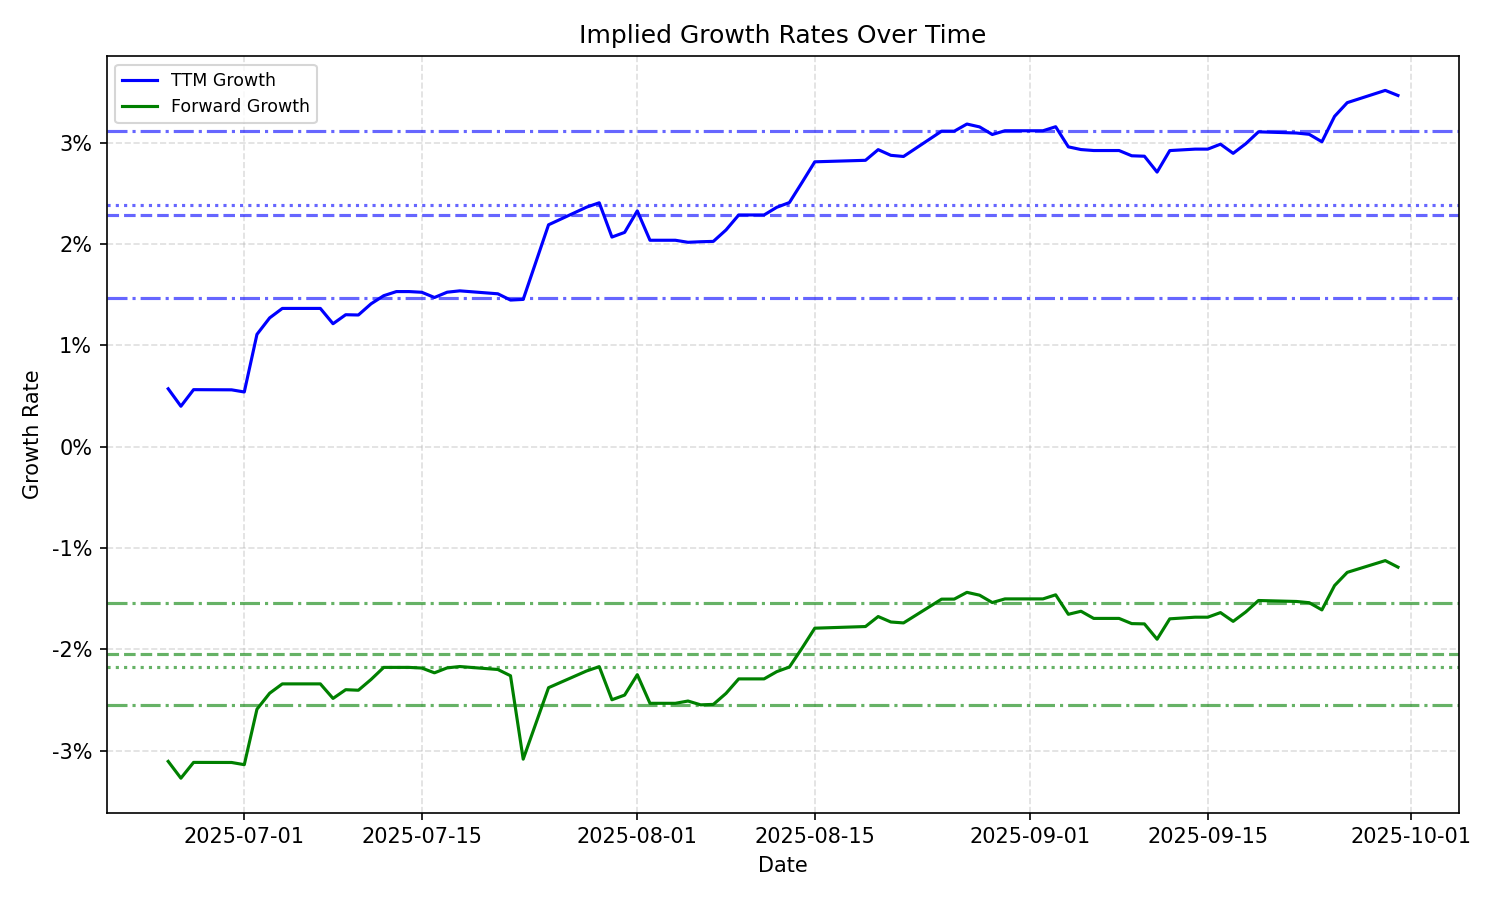 Implied Growth Rates Over Time
TTM Growth
Forward Growth
3%
2%
1%
0%
-1%
-2%
-3%
Growth Rate
2025-07-01
2025-07-15
2025-08-01
2025-08-15
2025-09-01
2025-09-15
2025-10-01
Date